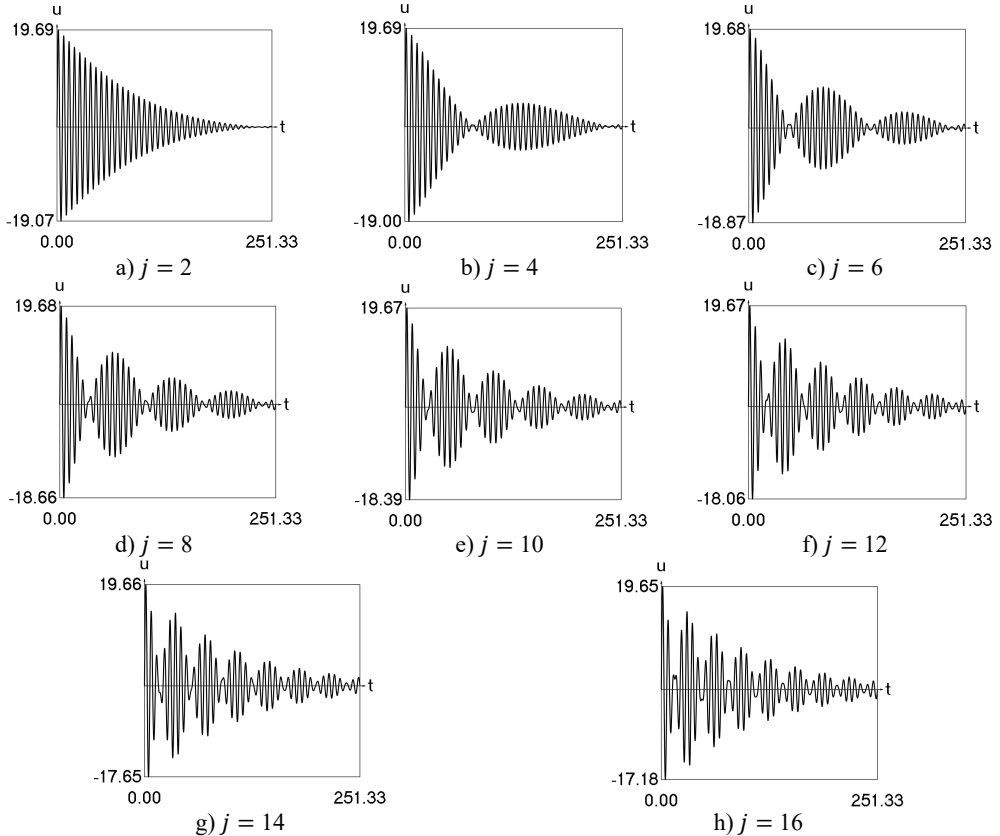 u
19.69
t
-19.07
0.00 251.33
a) j = 2
u
19.69
t
-19.00
0.00 251.33
b) j = 4
u
19.68
t
-18.87
0.00 251.33
c) j = 6
u
19.68
t
-18.66
0.00 251.33
d) j = 8
u
19.67
t
-18.39
0.00 251.33
e) j = 10
u
19.67
t
-18.06
0.00 251.33
f) j = 12
u
19.66
t
-17.65
0.00 251.33
g) j = 14
u
19.65
t
-17.18
0.00 251.33
h) j = 16